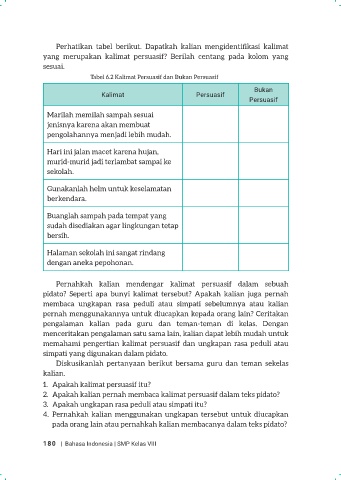 Perhatikan tabel berikut. Dapatkah kalian mengidentifikasi kalimat
yang merupakan kalimat persuasif? Berilah centang pada kolom yang
sesuai.
Tabel 6.2 Kalimat Persuasif dan Bukan Persuasif
Kalimat Persuasif Bukan
Persuasif
Marilah memilah sampah sesuai
jenisnya karena akan membuat
pengolahannya menjadi lebih mudah.
Hari ini jalan macet karena hujan,
murid-murid jadi terlambat sampai ke
sekolah.
Gunakanlah helm untuk keselamatan
berkendara.
Buanglah sampah pada tempat yang
sudah disediakan agar lingkungan tetap
bersih.
Halaman sekolah ini sangat rindang
dengan aneka pepohonan.
Pernahkah kalian mendengar kalimat persuasif dalam sebuah
pidato? Seperti apa bunyi kalimat tersebut? Apakah kalian juga pernah
membaca ungkapan rasa peduli atau simpati sebelumnya atau kalian
pernah menggunakannya untuk diucapkan kepada orang lain? Ceritakan
pengalaman kalian pada guru dan teman-teman di kelas. Dengan
menceritakan pengalaman satu sama lain, kalian dapat lebih mudah untuk
memahami pengertian kalimat persuasif dan ungkapan rasa peduli atau
simpati yang digunakan dalam pidato.
Diskusikanlah pertanyaan berikut bersama guru dan teman sekelas
kalian.
1. Apakah kalimat persuasif itu?
2. Apakah kalian pernah membaca kalimat persuasif dalam teks pidato?
3. Apakah ungkapan rasa peduli atau simpati itu?
4. Pernahkah kalian menggunakan ungkapan tersebut untuk diucapkan
pada orang lain atau pernahkah kalian membacanya dalam teks pidato?
180 | Bahasa Indonesia | SMP Kelas VIII